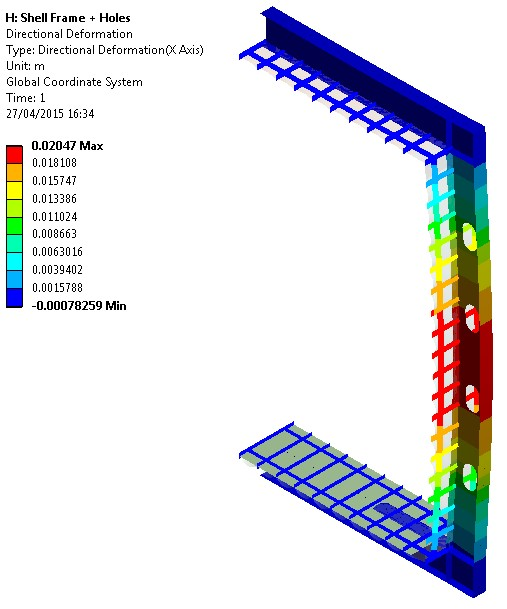 H: Shell Frame + Holes
Directional Deformation
Type: Directional Deformation(X Axis)
Unit: m
Global Coordinate System
Time: 1
27/04/2015 16:34
0.02047 Max
0.018108
0.015747
0.013386
0.011024
0.008663
0.0063016
0.0039402
0.0015788
-0.00078259 Min